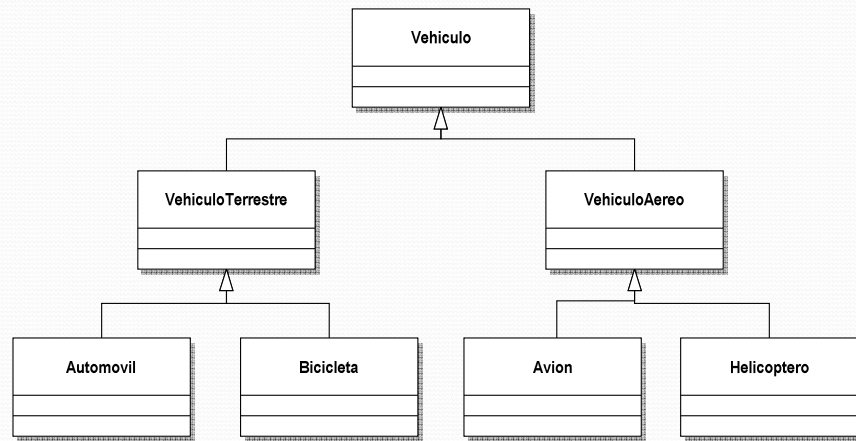 Vehiculo
VehiculoTerrestre
VehiculoAereo
Automovil
Bicicleta
Avion
Helicoptero